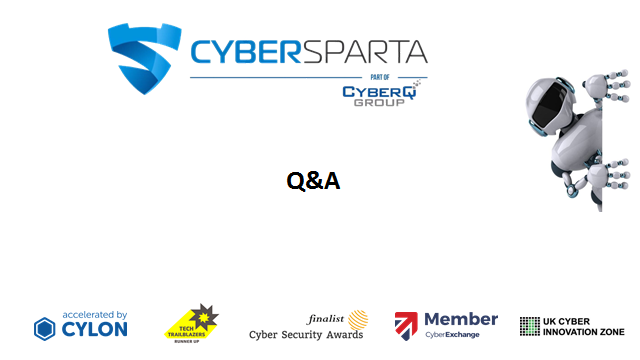 CYBERSPARTA
PART OF
CYBERQ
GROUP
Q&A
accelerated by
CYLON
TECH
TRAILBLAZERS
RUNNER UP
finalist
Cyber Security Awards
Member
CyberExchange
UK CYBER
INNOVATION ZONE